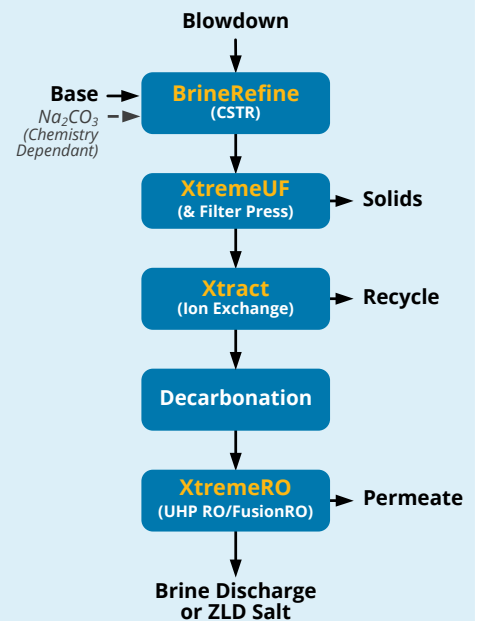 Blowdown
Base
Na₂CO₃
(Chemistry
Dependant)
BrineRefine
(CSTR)
XtremeUF
(& Filter Press)
Solids
Xtract
(Ion Exchange)
Recycle
Decarbonation
XtremeRO
(UHP RO/FusionRO)
Permeate
Brine Discharge
or ZLD Salt